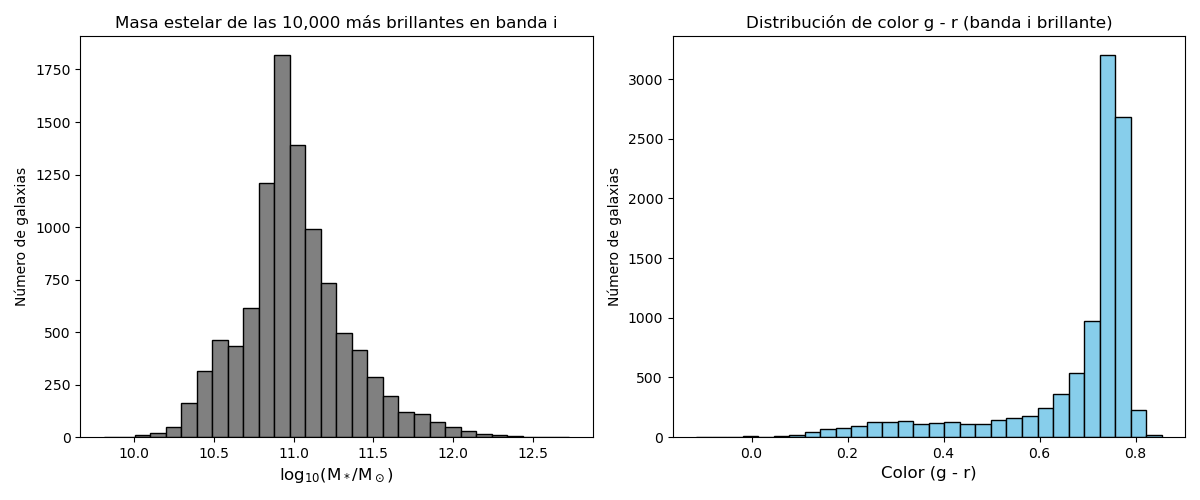 Masa estelar de las 10,000 más brillantes en banda i
Número de galaxias
1750
1500
1250
1000
750
500
250
0
10.0 10.5 11.0 11.5 12.0 12.5
log₁₀(M*/M⊙)
Distribución de color g - r (banda i brillante)
Número de galaxias
3000
2500
2000
1500
1000
500
0
0.0 0.2 0.4 0.6 0.8
Color (g - r)